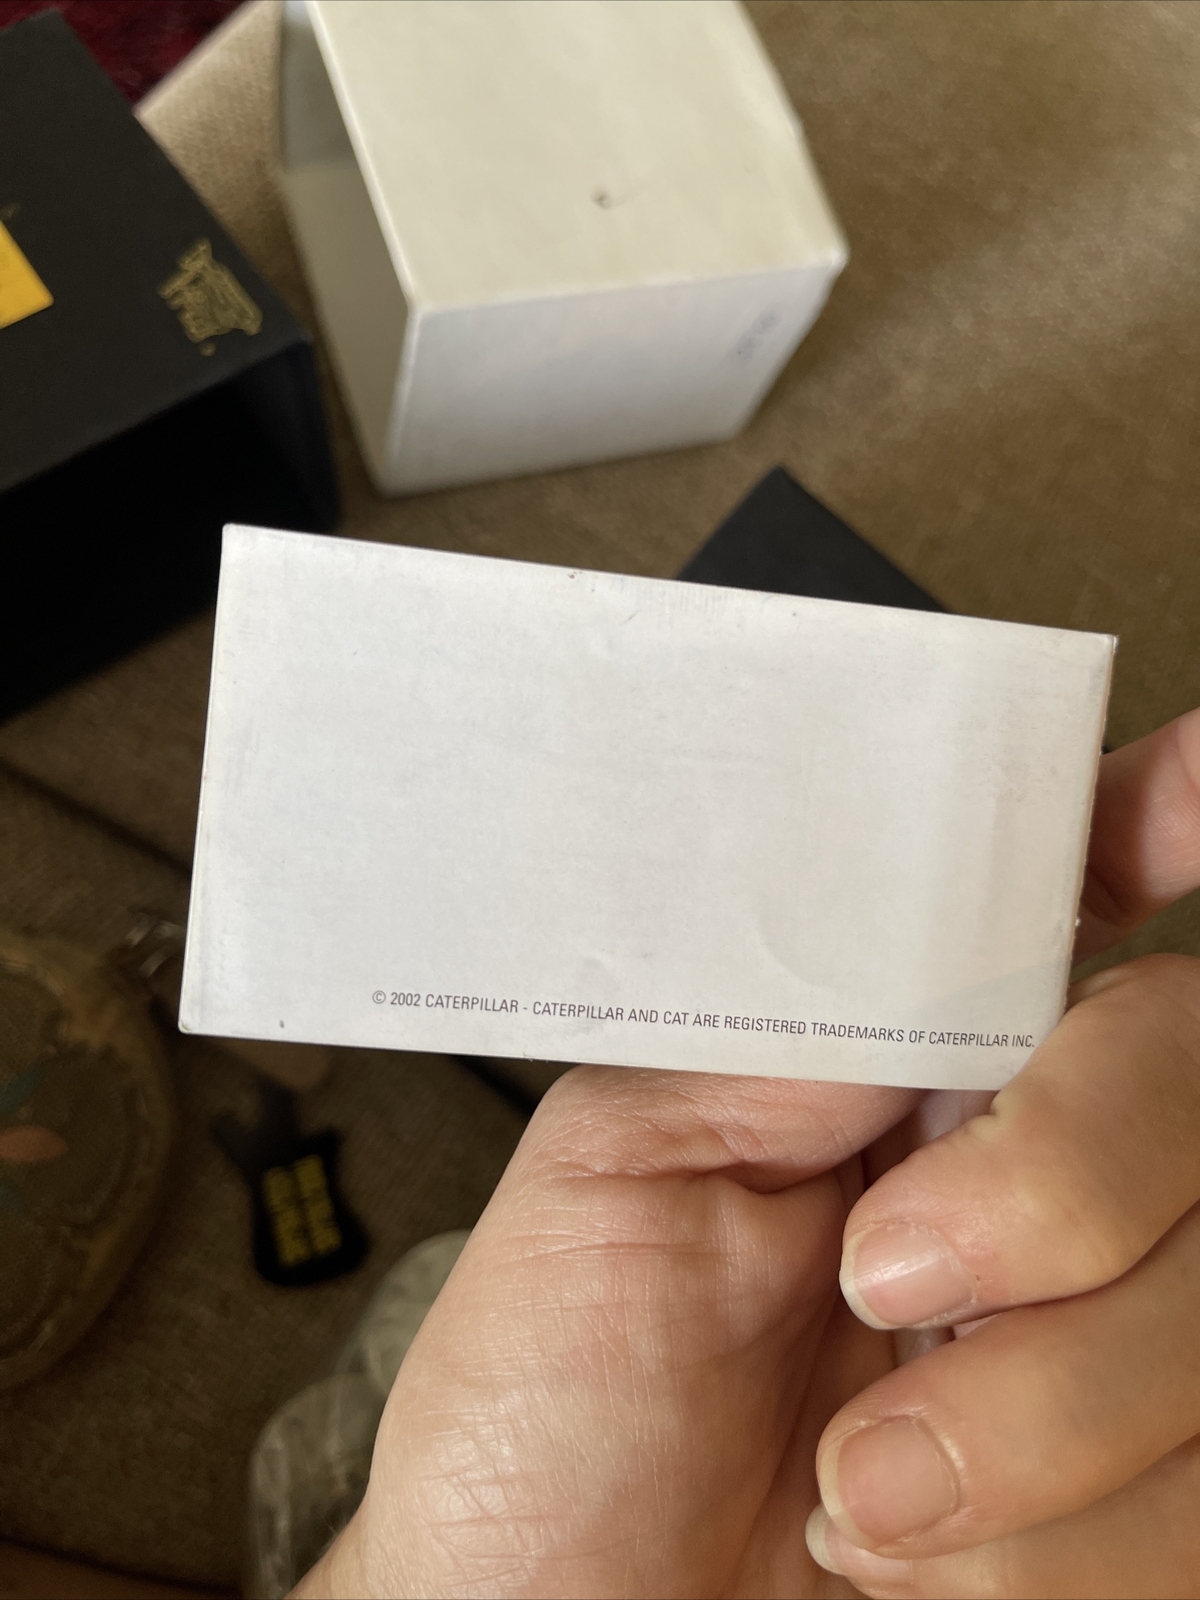 © 2002 CATERPILLAR - CATERPILLAR AND CAT ARE REGISTERED TRADEMARKS OF CATERPILLAR INC.